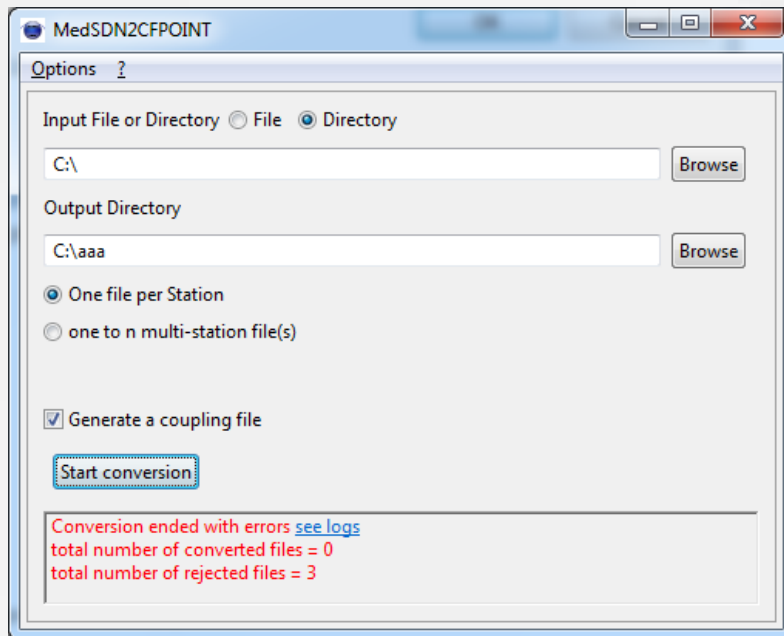 MedSDN2CFPOINT
Options ?
Input File or Directory File Directory
C:\ Browse
Output Directory
C:\aaa Browse
One file per Station
one to n multi-station file(s)
Generate a coupling file
Start conversion
Conversion ended with errors see logs
total number of converted files = 0
total number of rejected files = 3